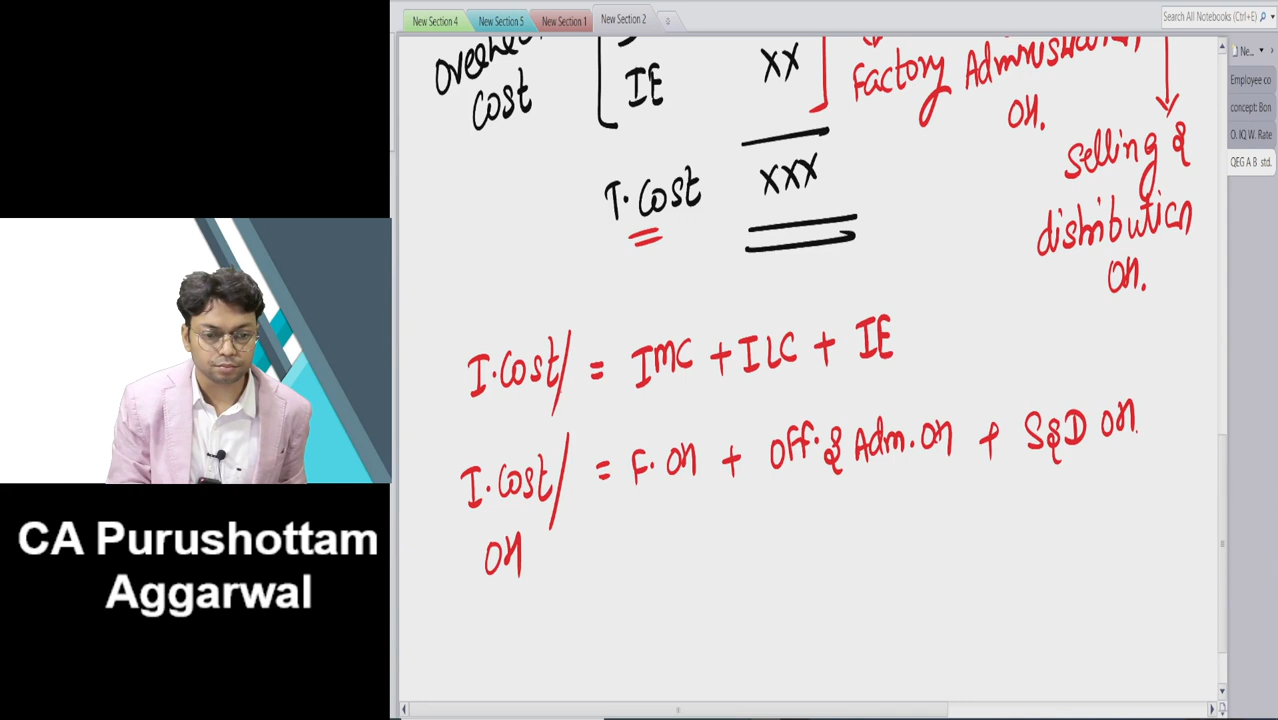 New Section 4 New Section 5 New Section 1 New Section 2
Search All Notebooks (Ctrl+E)
Ne...
Employee co
concept: Bon
O. IQ W. Rate
QEG A B std.
Cost
IE XX
Factory
OH.
Selling &
distribution
OH.
T. Cost XXX
I. Cost/ = IMC + ILC + IE
I. Cost/ = F. OH + Off. & Adm. OH + S&D OH
OH
CA Purushottam
Aggarwal